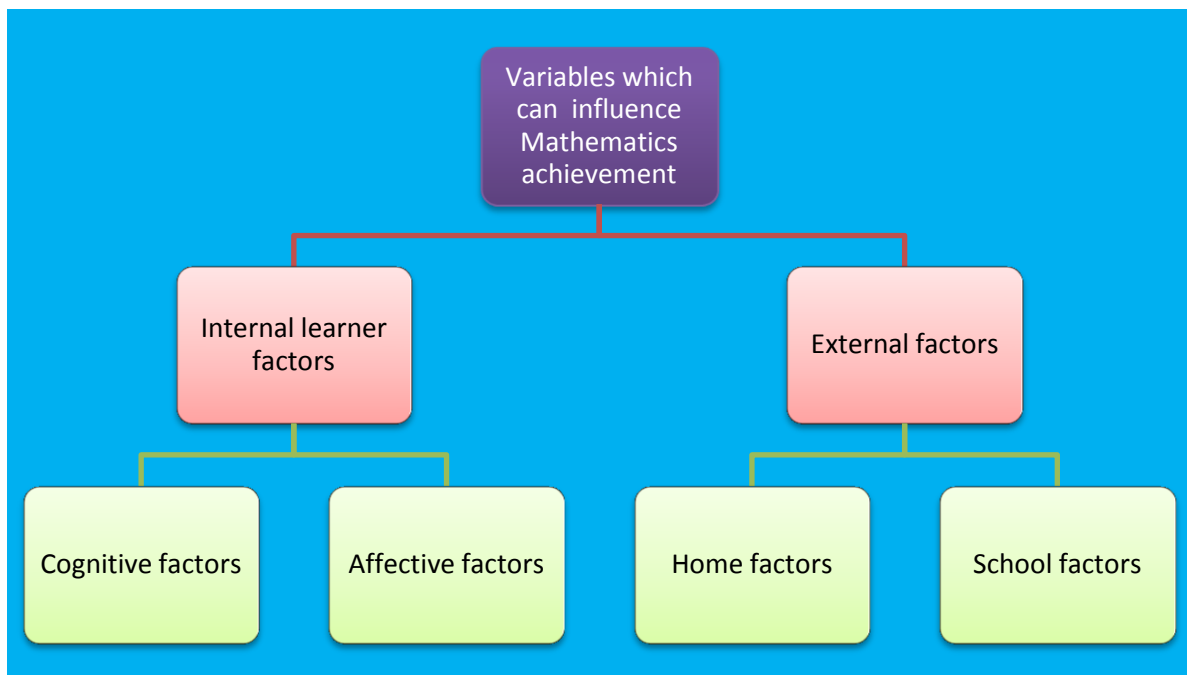 Variables which
can influence
Mathematics
achievement
Internal learner
factors
External factors
Cognitive factors
Affective factors
Home factors
School factors